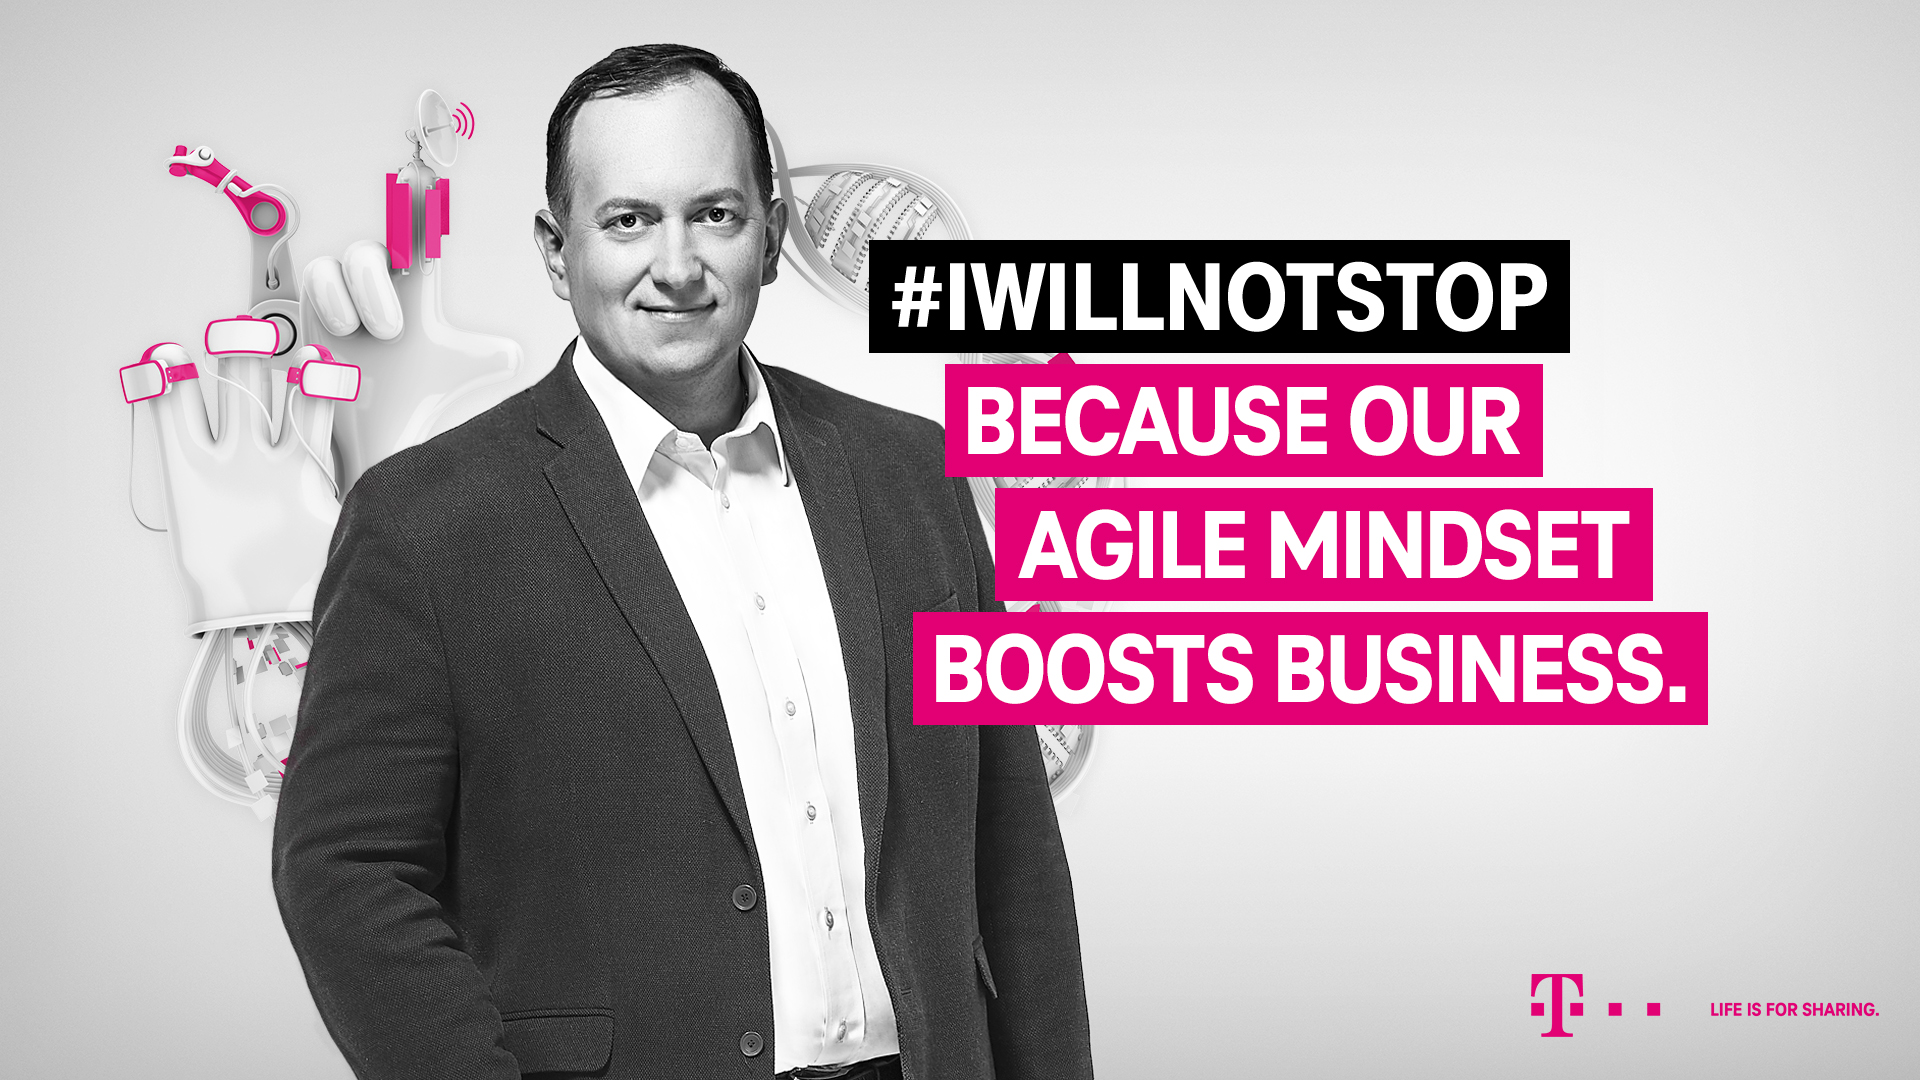 #IWILLNOTSTOP
BECAUSE OUR
AGILE MINDSET
BOOSTS BUSINESS.
T
LIFE IS FOR SHARING.